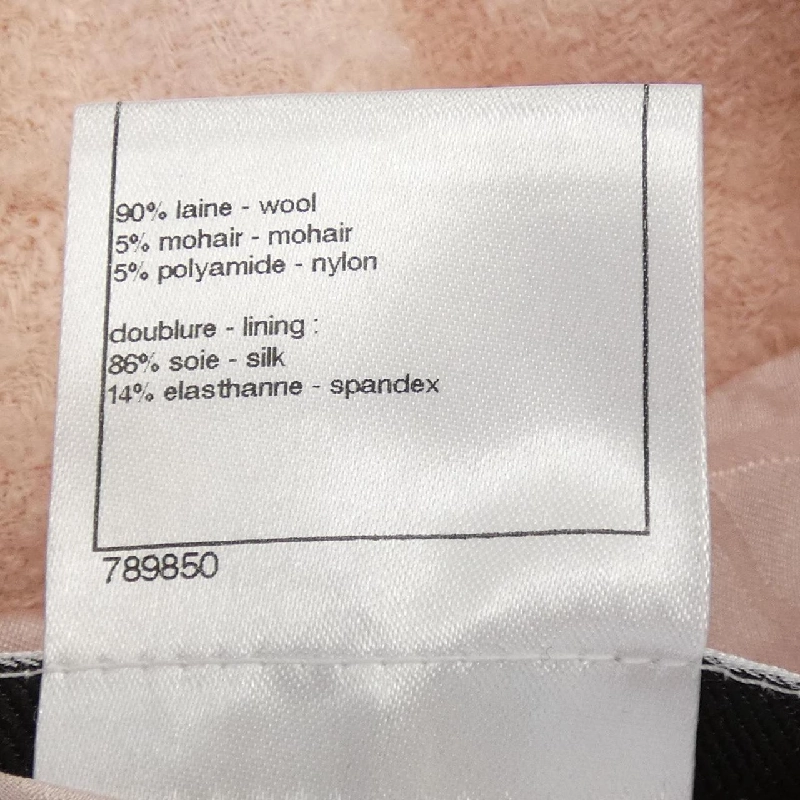 90% laine - wool
5% mohair - mohair
5% polyamide - nylon
doublure - lining :
86% soie - silk
14% elasthanne - spandex
789850